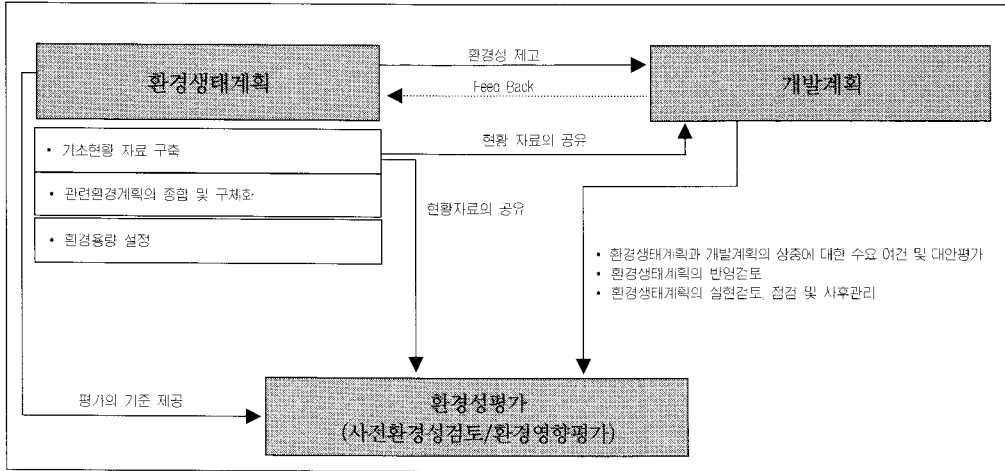 환경생태계획
환경성 제고
Feed Back
개발계획
• 기초현황 자료 구축
현황 자료의 공유
• 관련환경계획의 종합 및 구체화
현황자료의 공유
• 환경용량 설정
• 환경생태계획과 개발계획의 상충에 대한 수요 여건 및 대안평가
• 환경생태계획의 반영검토
• 환경생태계획의 실현검토, 점검 및 사후관리
평가의 기준 제공
환경성평가
(사전환경성검토/환경영향평가)